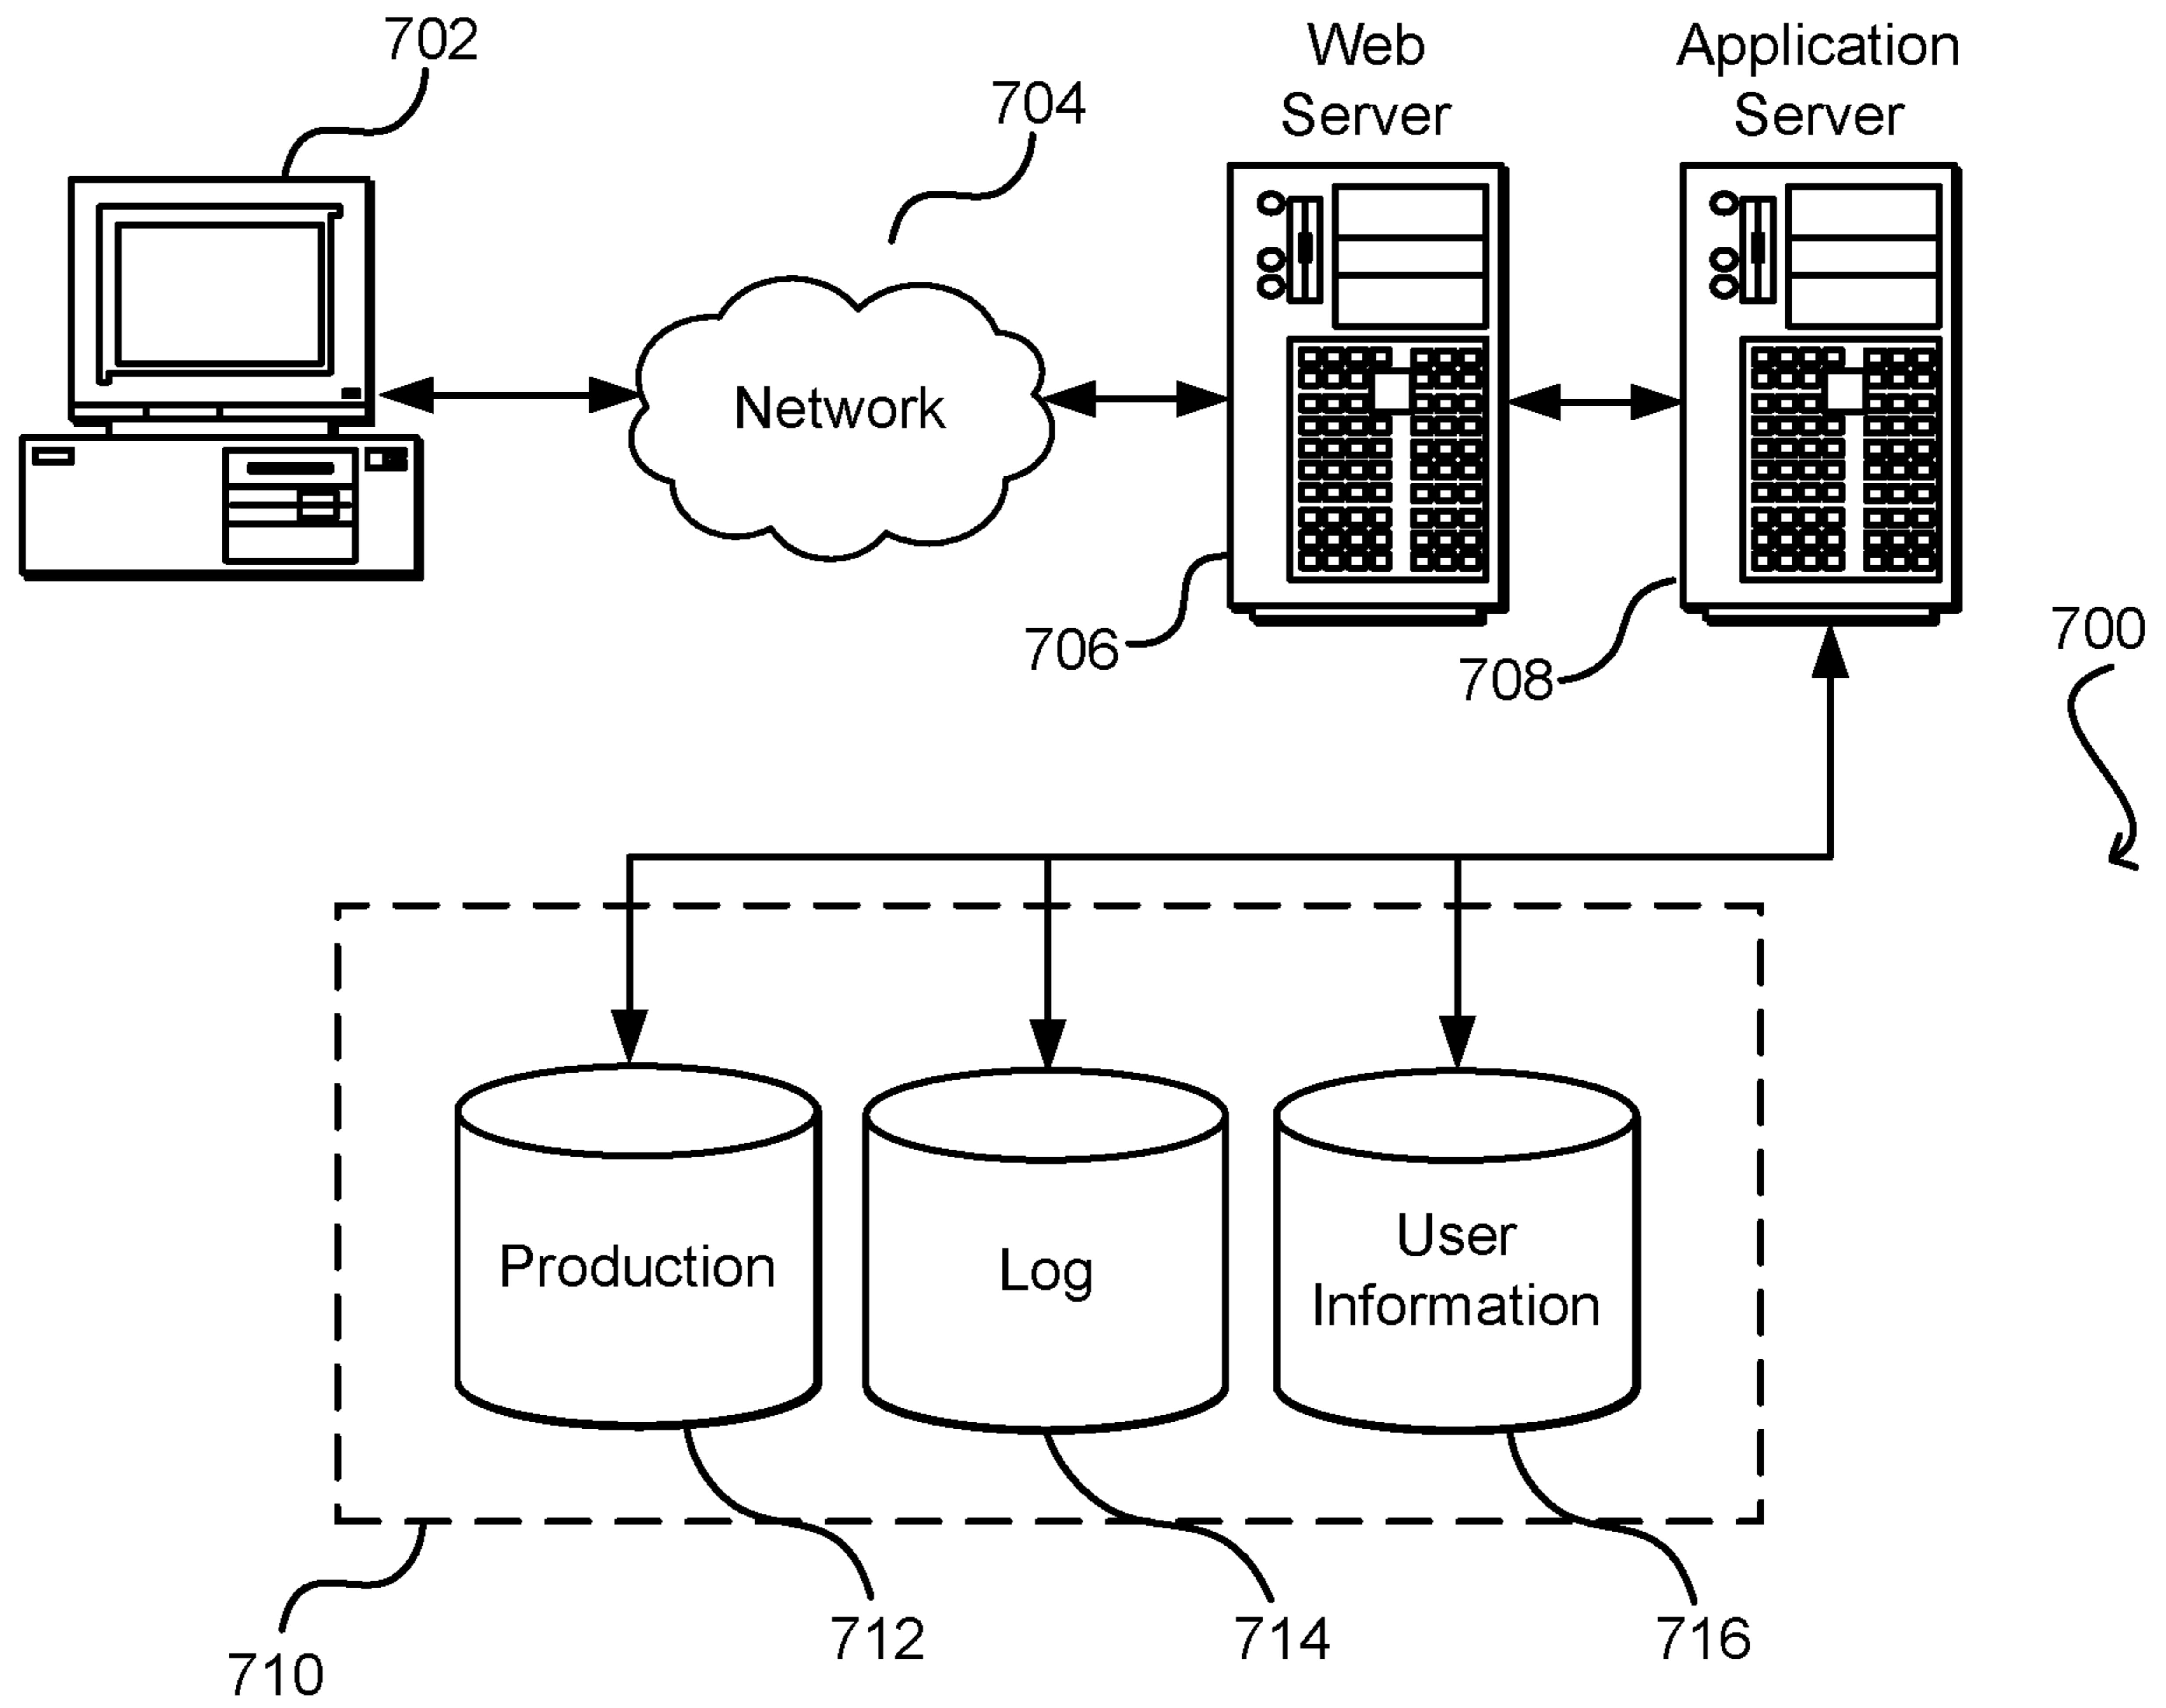 702
704
Web
Server
Application
Server
Network
706
708
700
Production
Log
User
Information
710
712
714
716